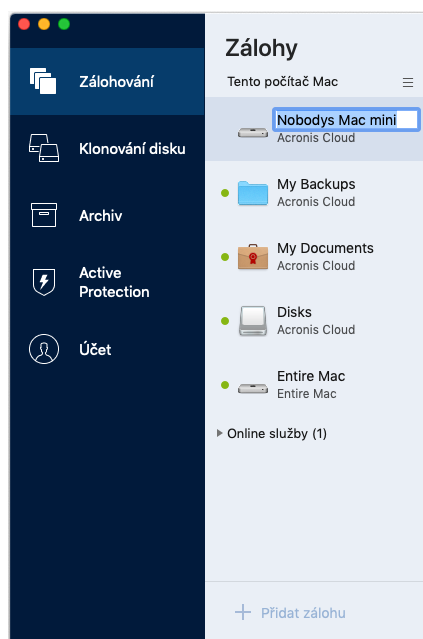 Zálohování
Klonování disku
Archiv
Active
Protection
Účet
Zálohy
Tento počítač Mac
Nobodys Mac mini
Acronis Cloud
My Backups
Acronis Cloud
My Documents
Acronis Cloud
Disks
Acronis Cloud
Entire Mac
Entire Mac
Online služby (1)
Přidat zálohu